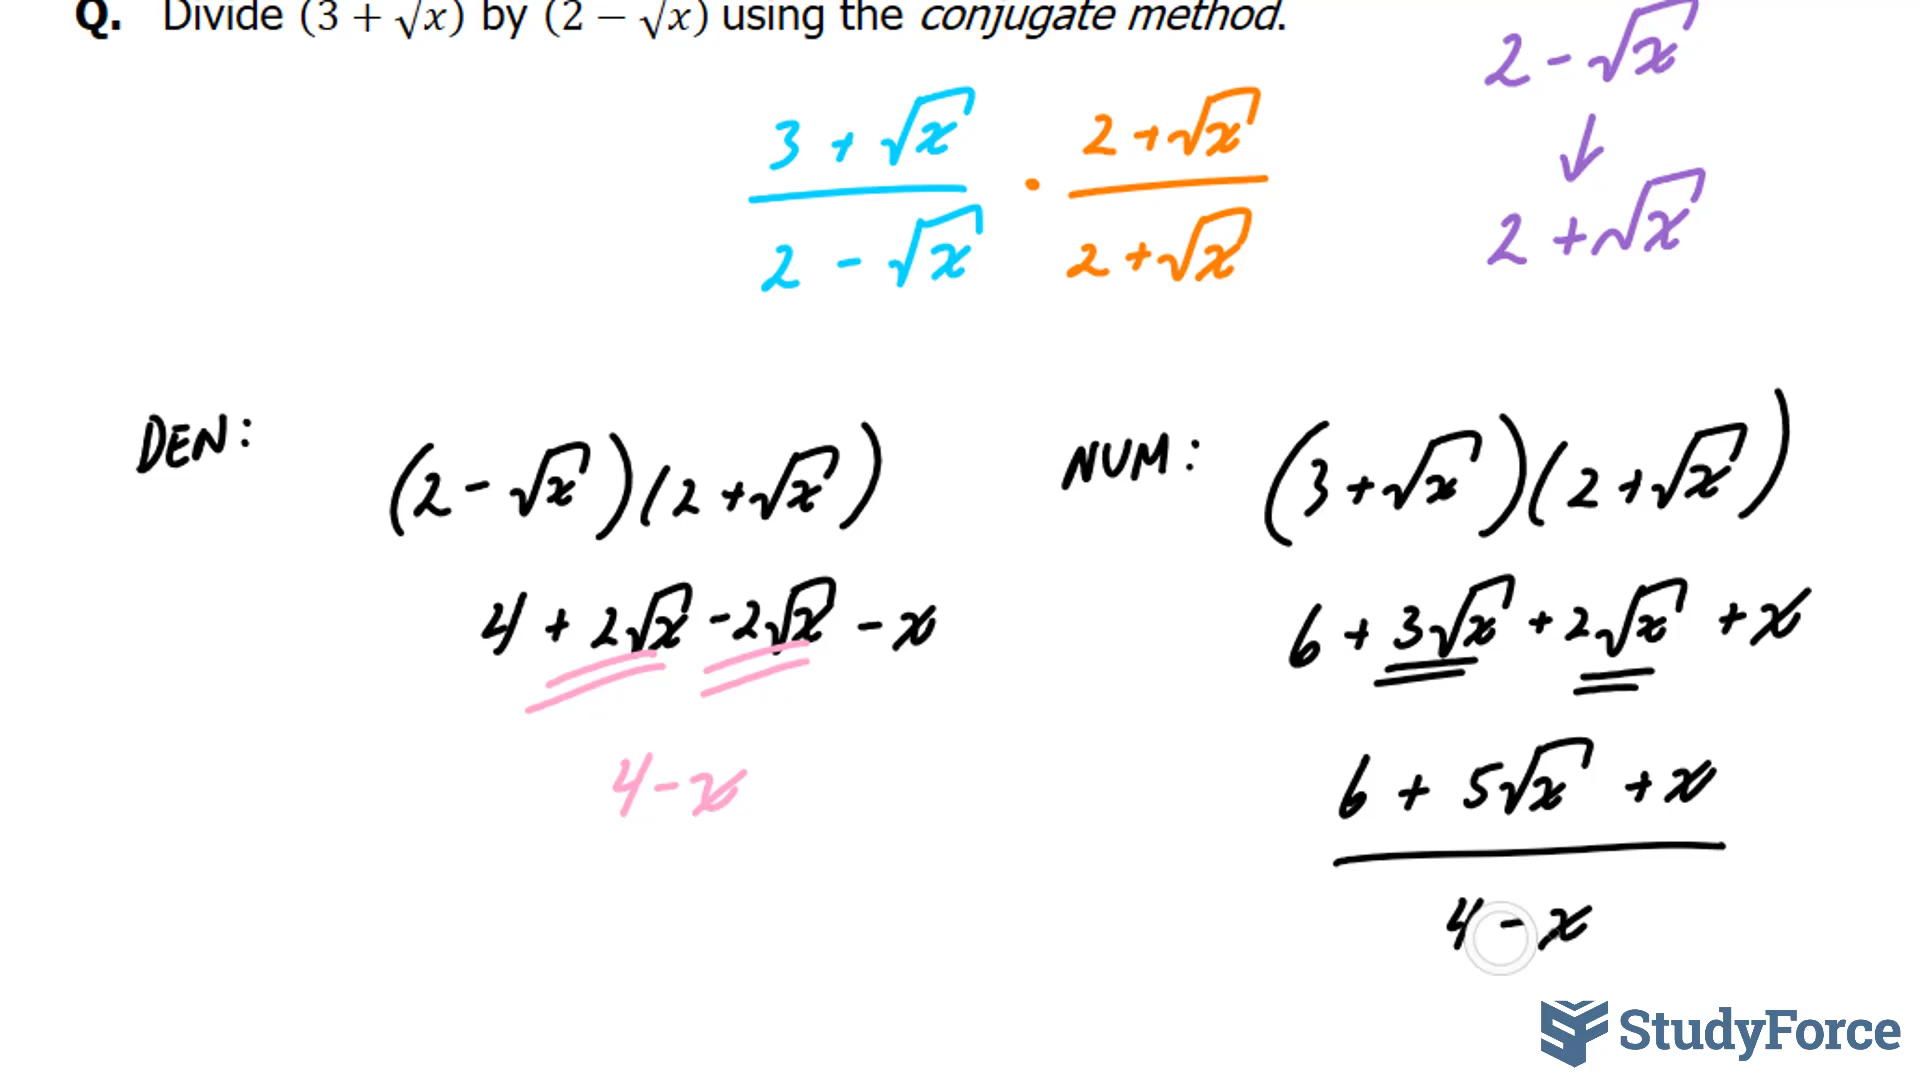 Q. Divide (3 + √x) by (2 − √x) using the conjugate method.
2 - √x
↓
2 + √x
3 + √x / 2 - √x · 2 + √x / 2 + √x
DEN: (2 - √x)(2 + √x)
4 + 2√x - 2√x - x
4 - x
NUM: (3 + √x)(2 + √x)
6 + 3√x + 2√x + x
6 + 5√x + x
4 - x
StudyForce